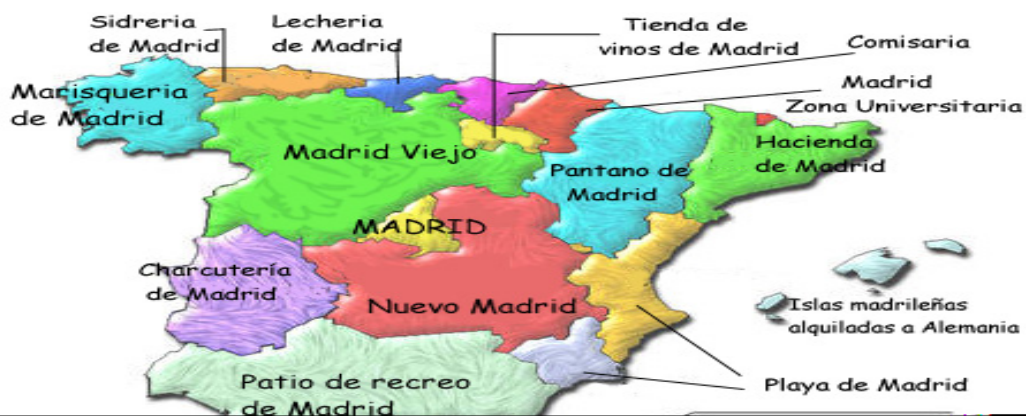 Sidreria
de Madrid
Lecheria
de Madrid
Tienda de
vinos de Madrid
Comisaria
Madrid
Zona Universitaria
Marisqueria
de Madrid
Madrid Viejo
Pantano de
Madrid
Hacienda
de Madrid
MADRID
Charcutería
de Madrid
Nuevo Madrid
Islas madrileñas
alquiladas a Alemania
Patio de recreo
de Madrid
Playa de Madrid